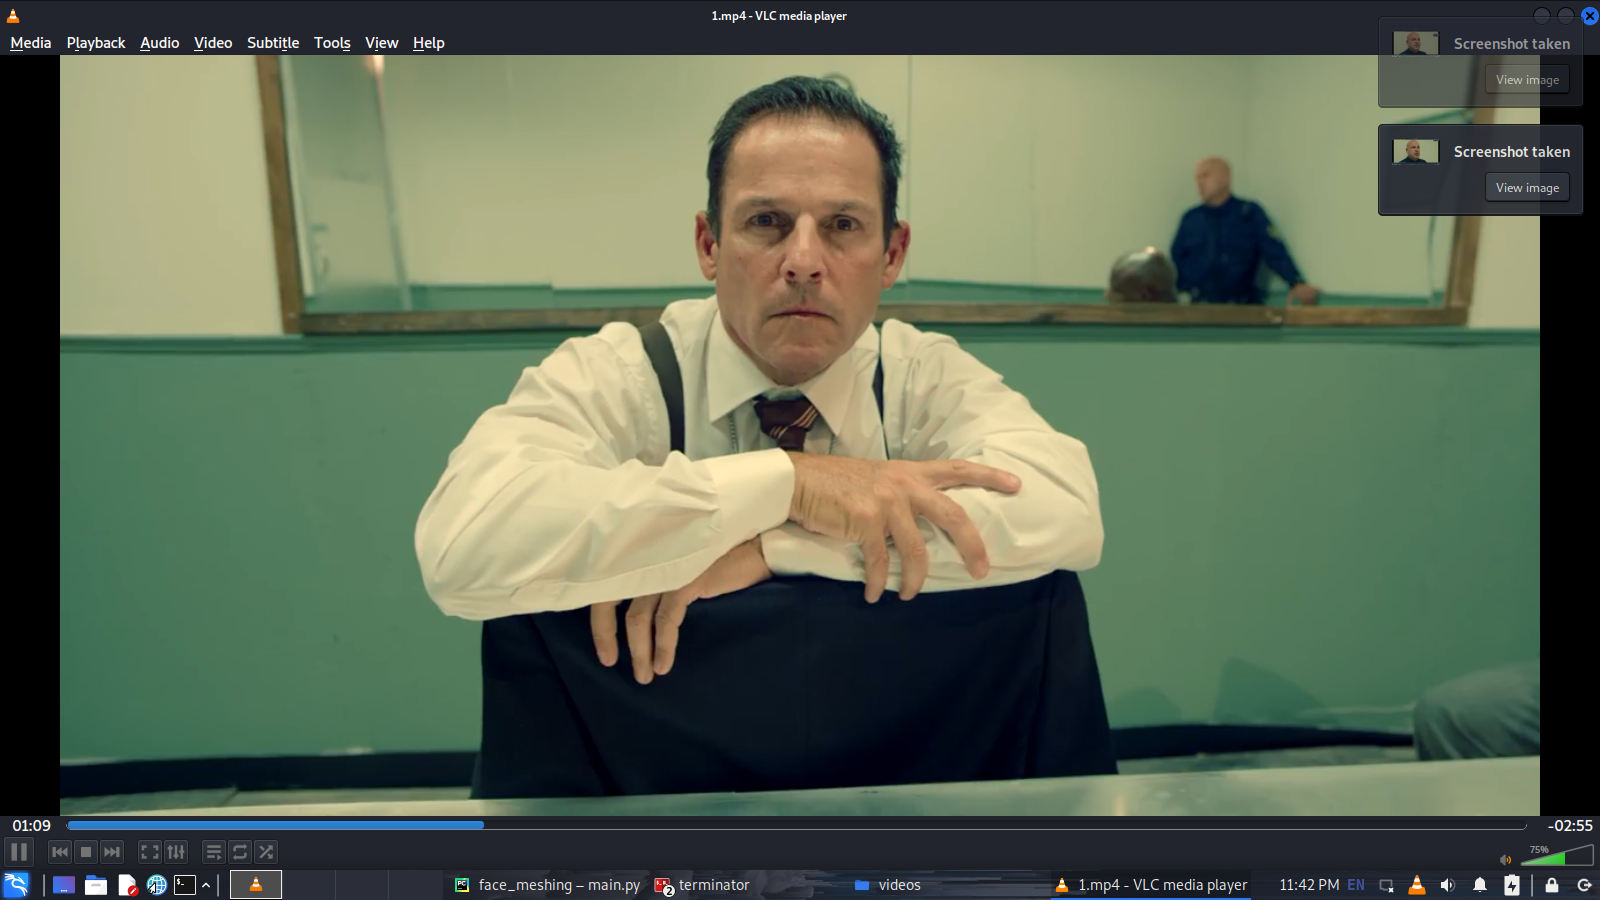 1.mp4 - VLC media player
Media Playback Audio Video Subtitle Tools View Help
Screenshot taken
View image
Screenshot taken
View image
01:09
-02:55
75%
face_meshing – main.py
2
terminator
videos
1.mp4 - VLC media player
11:42 PM
EN